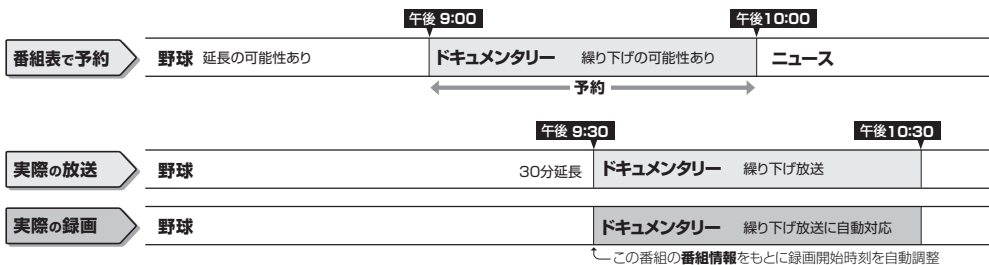 午後 9:00 午後10:00
番組表で予約 野球 延長の可能性あり ドキュメンタリー 繰り下げの可能性あり ニュース
予約
午後 9:30 午後10:30
実際の放送 野球 30分延長 ドキュメンタリー 繰り下げ放送
実際の録画 野球 ドキュメンタリー 繰り下げ放送に自動対応
この番組の番組情報をもとに録画開始時刻を自動調整